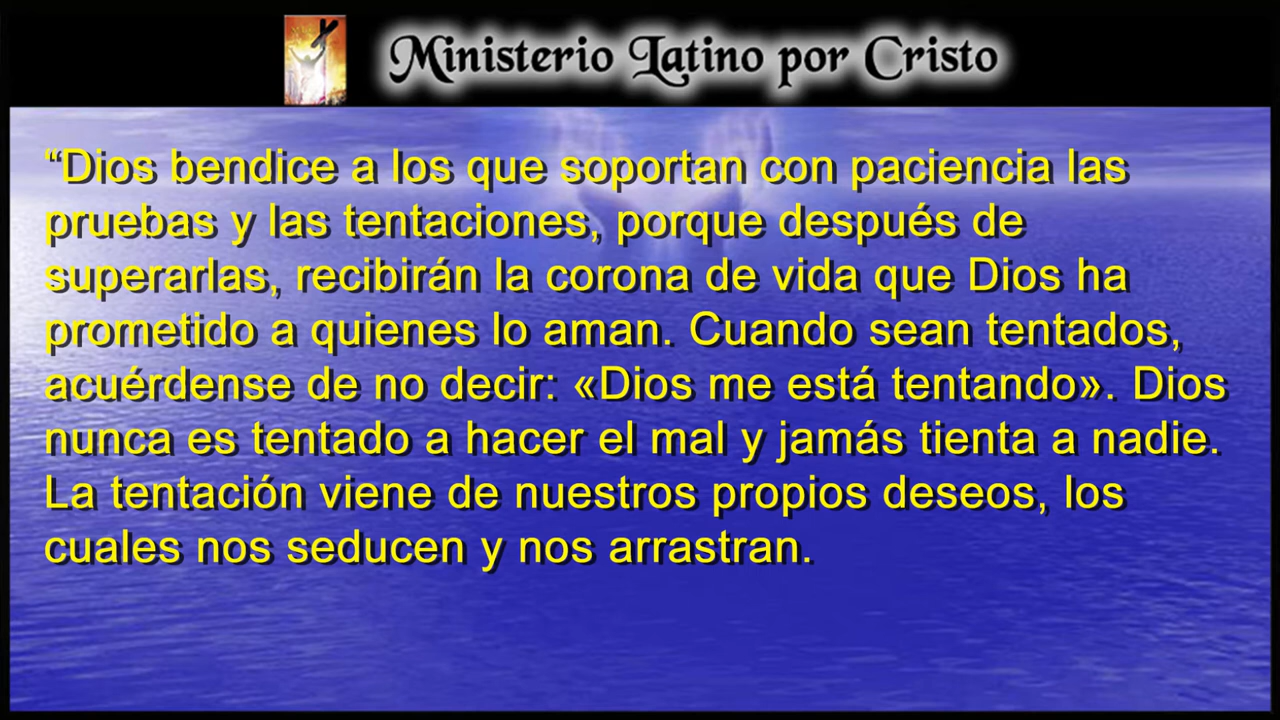 Ministerio Latino por Cristo
“Dios bendice a los que soportan con paciencia las
pruebas y las tentaciones, porque después de
superarlas, recibirán la corona de vida que Dios ha
prometido a quienes lo aman. Cuando sean tentados,
acuérdense de no decir: «Dios me está tentando». Dios
nunca es tentado a hacer el mal y jamás tienta a nadie.
La tentación viene de nuestros propios deseos, los
cuales nos seducen y nos arrastran.